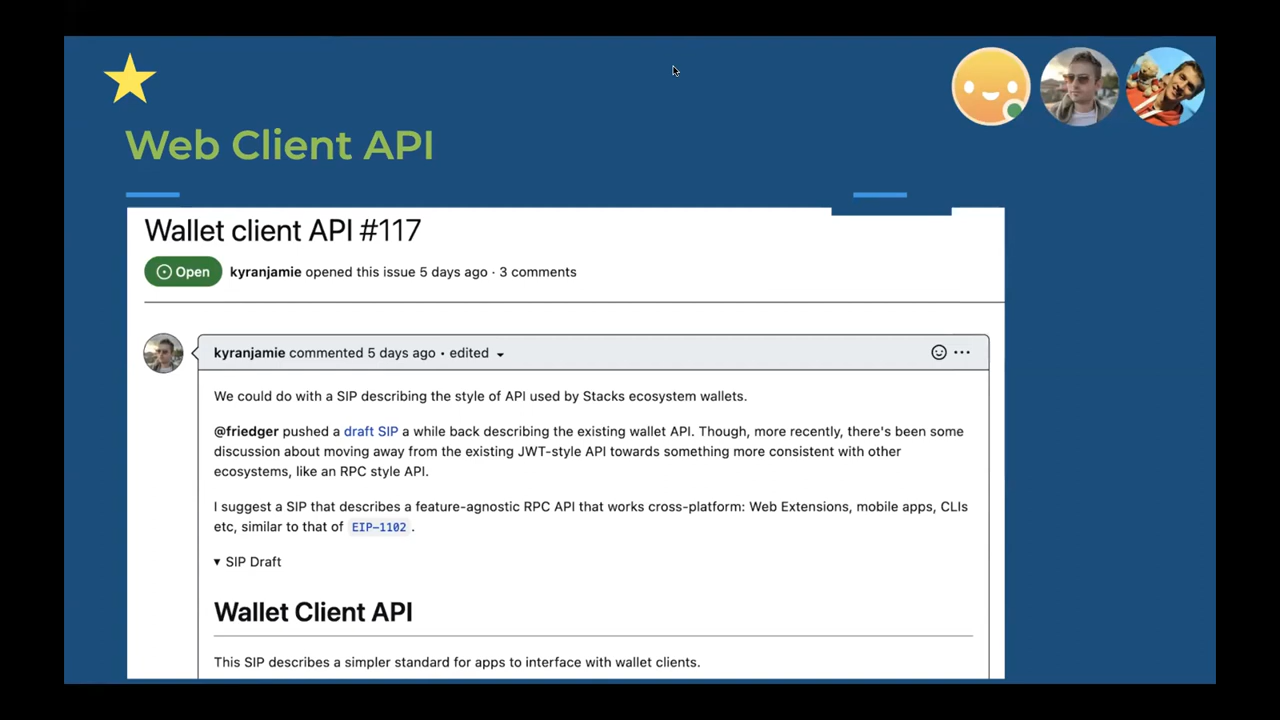 Web Client API
Wallet client API #117
Open kyranjamie opened this issue 5 days ago · 3 comments
kyranjamie commented 5 days ago • edited
We could do with a SIP describing the style of API used by Stacks ecosystem wallets.
@friedger pushed a draft SIP a while back describing the existing wallet API. Though, more recently, there's been some
discussion about moving away from the existing JWT-style API towards something more consistent with other
ecosystems, like an RPC style API.
I suggest a SIP that describes a feature-agnostic RPC API that works cross-platform: Web Extensions, mobile apps, CLIs
etc, similar to that of EIP-1102 .
SIP Draft
Wallet Client API
This SIP describes a simpler standard for apps to interface with wallet clients.